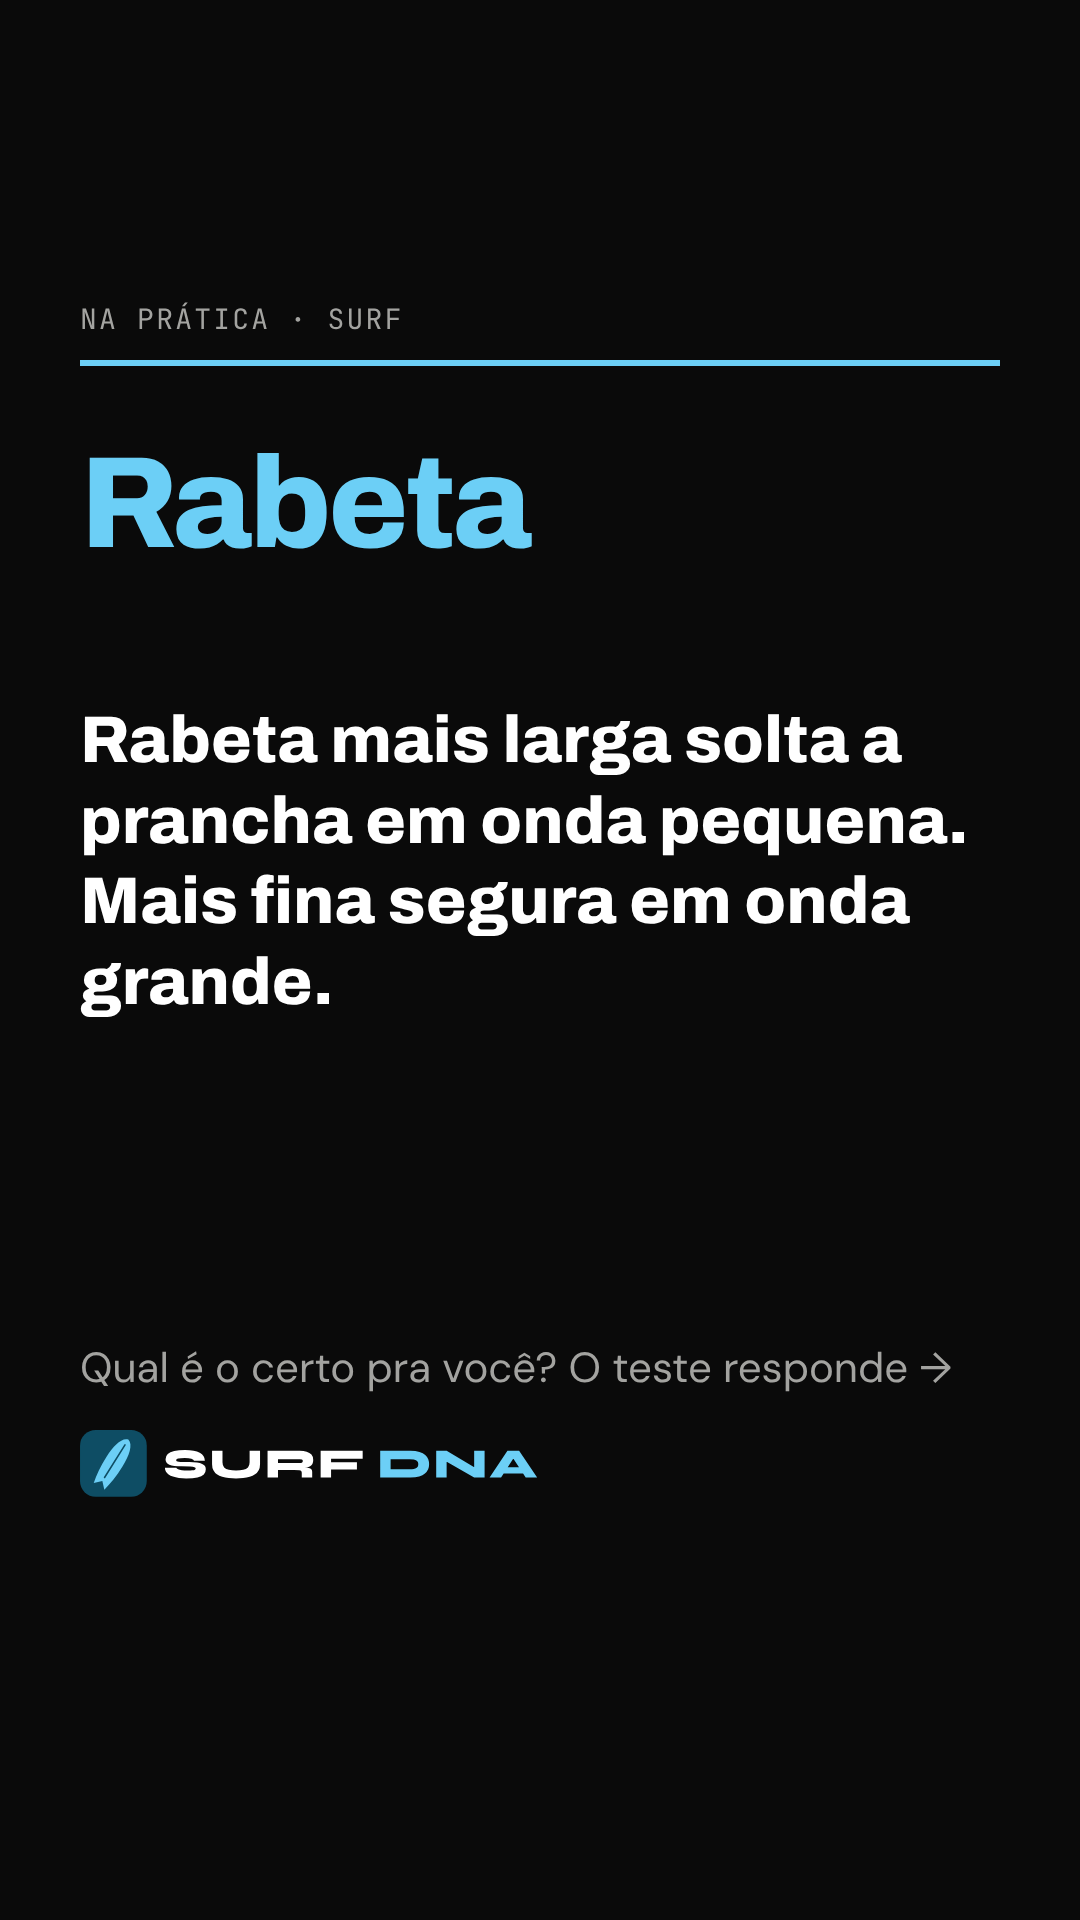 NA PRÁTICA · SURF
Rabeta
Rabeta mais larga solta a
prancha em onda pequena.
Mais fina segura em onda
grande.
Qual é o certo pra você? O teste responde →
SURF DNA